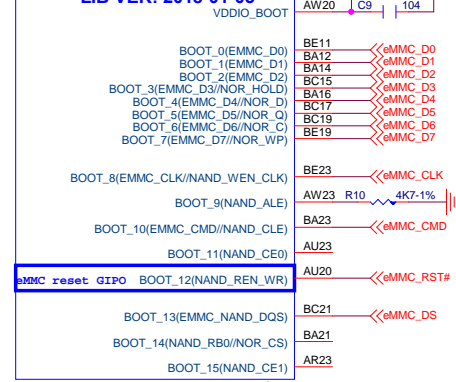 VDDIO_BOOT AW20 C9 104
BOOT_0(EMMC_D0) BE11 eMMC_D0
BOOT_1(EMMC_D1) BA12 eMMC_D1
BOOT_2(EMMC_D2) BA14 eMMC_D2
BOOT_3(EMMC_D3//NOR_HOLD) BC15 eMMC_D3
BOOT_4(EMMC_D4//NOR_D) BA16 eMMC_D4
BOOT_5(EMMC_D5//NOR_Q) BC17 eMMC_D5
BOOT_6(EMMC_D6//NOR_C) BC19 eMMC_D6
BOOT_7(EMMC_D7//NOR_WP) BE19 eMMC_D7
BOOT_8(EMMC_CLK//NAND_WEN_CLK) BE23 eMMC_CLK
BOOT_9(NAND_ALE) AW23 R10 4K7-1%
BOOT_10(EMMC_CMD//NAND_CLE) BA23 eMMC_CMD
BOOT_11(NAND_CE0) AU23
eMMC reset GIPO BOOT_12(NAND_REN_WR) AU20 eMMC_RST#
BOOT_13(EMMC_NAND_DQS) BC21 eMMC_DS
BOOT_14(NAND_RB0//NOR_CS) BA21
BOOT_15(NAND_CE1) AR23